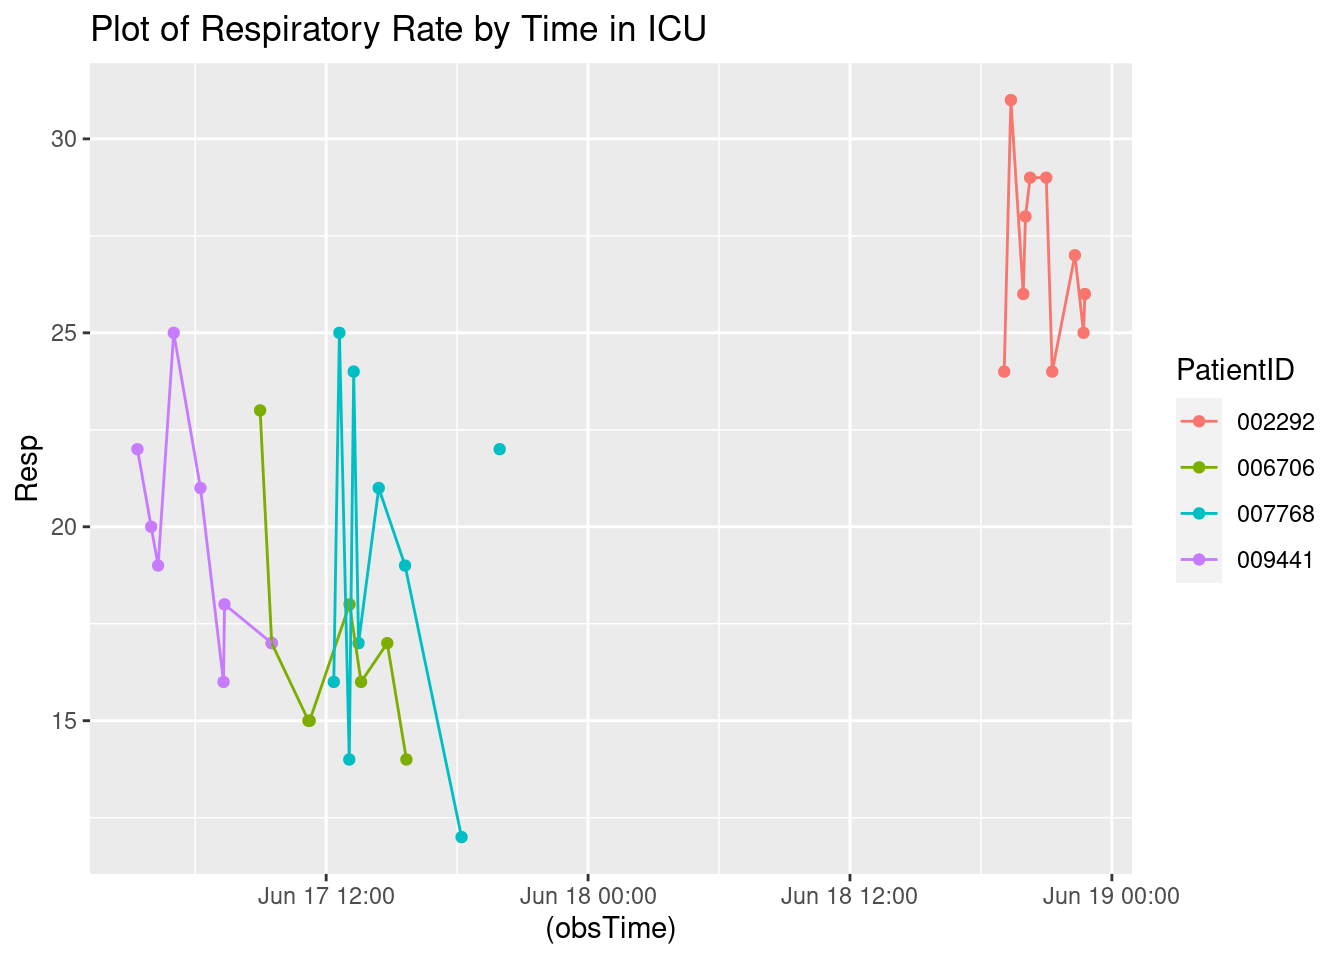 Plot of Respiratory Rate by Time in ICU
Resp
30
25
20
15
Jun 17 12:00
Jun 18 00:00
Jun 18 12:00
Jun 19 00:00
(obsTime)
PatientID
002292
006706
007768
009441